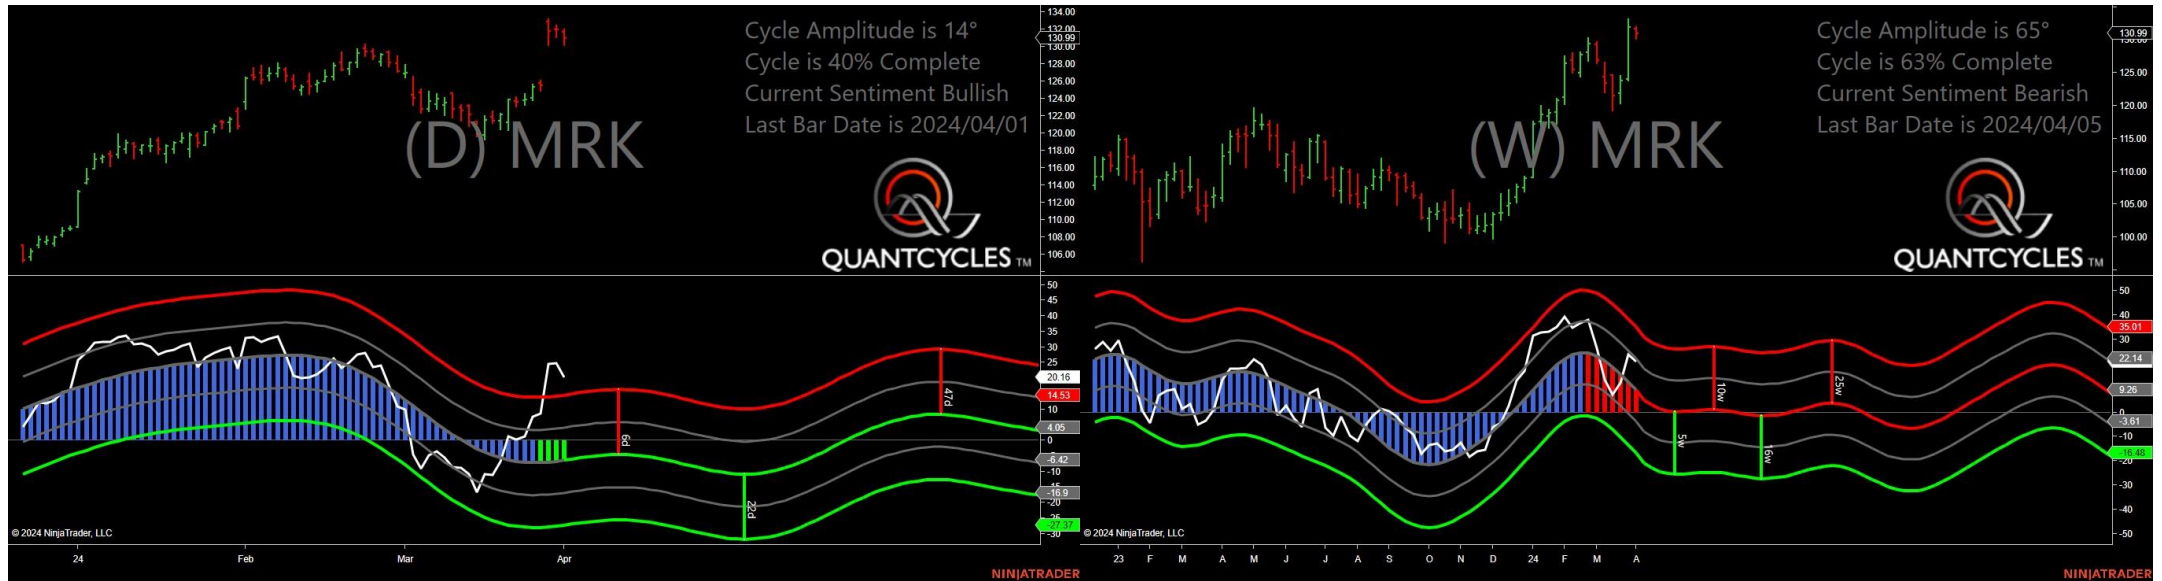 Cycle Amplitude is 14°
Cycle is 40% Complete
Current Sentiment Bullish
Last Bar Date is 2024/04/01
(D) MRK
QUANTCYCLES TM
134.00
132.00
130.99
130.00
128.00
126.00
124.00
122.00
120.00
118.00
116.00
114.00
112.00
110.00
108.00
106.00
50
45
40
35
30
25
20.16
14.53
10
4.05
0
-6.42
-10
-16.9
-20
-27.37
-30
6d
22d
47d
© 2024 NinjaTrader, LLC
24 Feb Mar Apr
NINJATRADER
Cycle Amplitude is 65°
Cycle is 63% Complete
Current Sentiment Bearish
Last Bar Date is 2024/04/05
(W) MRK
QUANTCYCLES TM
130.99
125.00
120.00
115.00
110.00
105.00
100.00
50
40
35.01
30
22.14
9.26
0
-3.61
-10
-16.48
-20
-30
-40
-50
5w
10w
16w
25w
© 2024 NinjaTrader, LLC
23 F M A M J J A S O N D 24 F M A
NINJATRADER